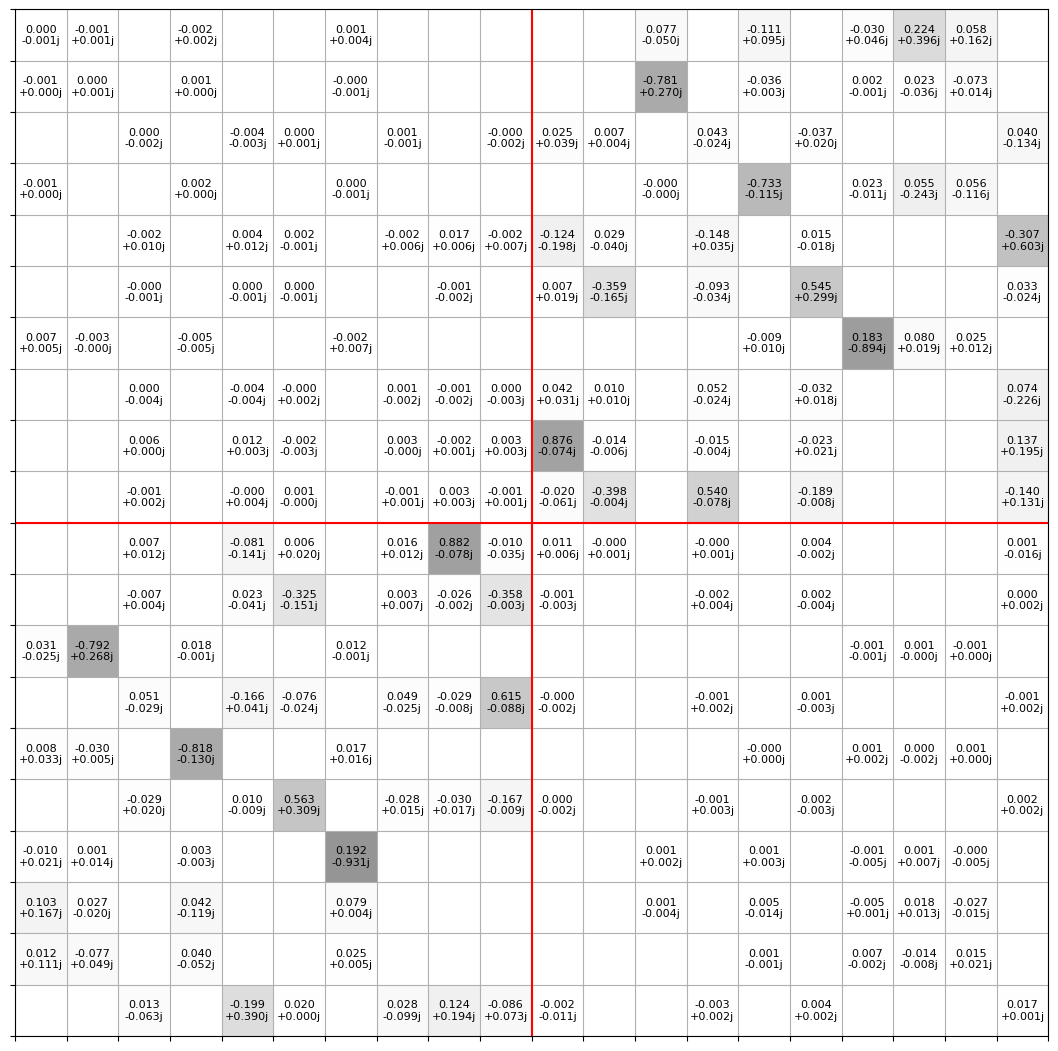 0.000 -0.001 -0.002 0.001 0.077 -0.111 -0.030 0.224 0.058
-0.001j +0.001j +0.002j +0.004j -0.050j +0.095j +0.046j +0.396j +0.162j
-0.001 0.000 0.001 -0.000 -0.781 -0.036 0.002 0.023 -0.073
+0.000j +0.001j +0.000j -0.001j +0.270j +0.003j -0.001j -0.036j +0.014j
0.000 -0.004 0.000 0.001 -0.000 0.025 0.007 0.043 -0.037 0.040
-0.002j -0.003j +0.001j -0.001j -0.002j +0.039j +0.004j -0.024j +0.020j -0.134j
-0.001 0.002 0.000 -0.000 -0.733 0.023 0.055 0.056
+0.000j +0.000j -0.001j -0.000j -0.115j -0.011j -0.243j -0.116j
-0.002 0.004 0.002 -0.002 0.017 -0.002 -0.124 0.029 -0.148 0.015 -0.307
+0.010j +0.012j -0.001j +0.006j +0.006j +0.007j -0.198j -0.040j +0.035j -0.018j +0.603j
-0.000 0.000 0.000 -0.001 0.007 -0.359 -0.093 0.545 0.033
-0.001j -0.001j -0.001j -0.002j +0.019j -0.165j -0.034j +0.299j -0.024j
0.007 -0.003 -0.005 -0.002 -0.009 0.183 0.080 0.025
+0.005j -0.000j -0.005j +0.007j +0.010j -0.894j +0.019j +0.012j
0.000 -0.004 -0.000 0.001 -0.001 0.000 0.042 0.010 0.052 -0.032 0.074
-0.004j -0.004j +0.002j -0.002j -0.002j -0.003j +0.031j +0.010j -0.024j +0.018j -0.226j
0.006 0.012 -0.002 0.003 -0.002 0.003 0.876 -0.014 -0.015 -0.023 0.137
+0.000j +0.003j -0.003j -0.000j +0.001j +0.003j -0.074j -0.006j -0.004j +0.021j +0.195j
-0.001 -0.000 0.001 -0.001 0.003 -0.001 -0.020 -0.398 0.540 -0.189 -0.140
+0.002j +0.004j -0.000j +0.001j +0.003j +0.001j -0.061j -0.004j -0.078j -0.008j +0.131j
0.007 -0.081 0.006 0.016 0.882 -0.010 0.011 -0.000 -0.000 0.004 0.001
+0.012j -0.141j +0.020j +0.012j -0.078j -0.035j +0.006j +0.001j +0.001j -0.002j -0.016j
-0.007 0.023 -0.325 0.003 -0.026 -0.358 -0.001 -0.002 0.002 0.000
+0.004j -0.041j -0.151j +0.007j -0.002j -0.003j -0.003j +0.004j -0.004j +0.002j
0.031 -0.792 0.018 0.012 -0.001 0.001 -0.001
-0.025j +0.268j -0.001j -0.001j -0.001j -0.000j +0.000j
0.051 -0.166 -0.076 0.049 -0.029 0.615 -0.000 -0.001 0.001 -0.001
-0.029j +0.041j -0.024j -0.025j -0.008j -0.088j -0.002j +0.002j -0.003j +0.002j
0.008 -0.030 -0.818 0.017 -0.000 0.001 0.000 0.001
+0.033j +0.005j -0.130j +0.016j +0.000j +0.002j -0.002j +0.000j
-0.029 0.010 0.563 -0.028 -0.030 -0.167 0.000 -0.001 0.002 0.002
+0.020j -0.009j +0.309j +0.015j +0.017j -0.009j -0.002j +0.003j -0.003j +0.002j
-0.010 0.001 0.003 0.192 0.001 0.001 -0.001 0.001 -0.000
+0.021j +0.014j -0.003j -0.931j +0.002j +0.003j -0.005j +0.007j -0.005j
0.103 0.027 0.042 0.079 0.001 0.005 -0.005 0.018 -0.027
+0.167j -0.020j -0.119j +0.004j -0.004j -0.014j +0.001j +0.013j -0.015j
0.012 -0.077 0.040 0.025 0.001 0.007 -0.014 0.015
+0.111j +0.049j -0.052j +0.005j -0.001j -0.002j -0.008j +0.021j
0.013 -0.199 0.020 0.028 0.124 -0.086 -0.002 -0.003 0.004 0.017
-0.063j +0.390j +0.000j -0.099j +0.194j +0.073j -0.011j +0.002j +0.002j +0.001j